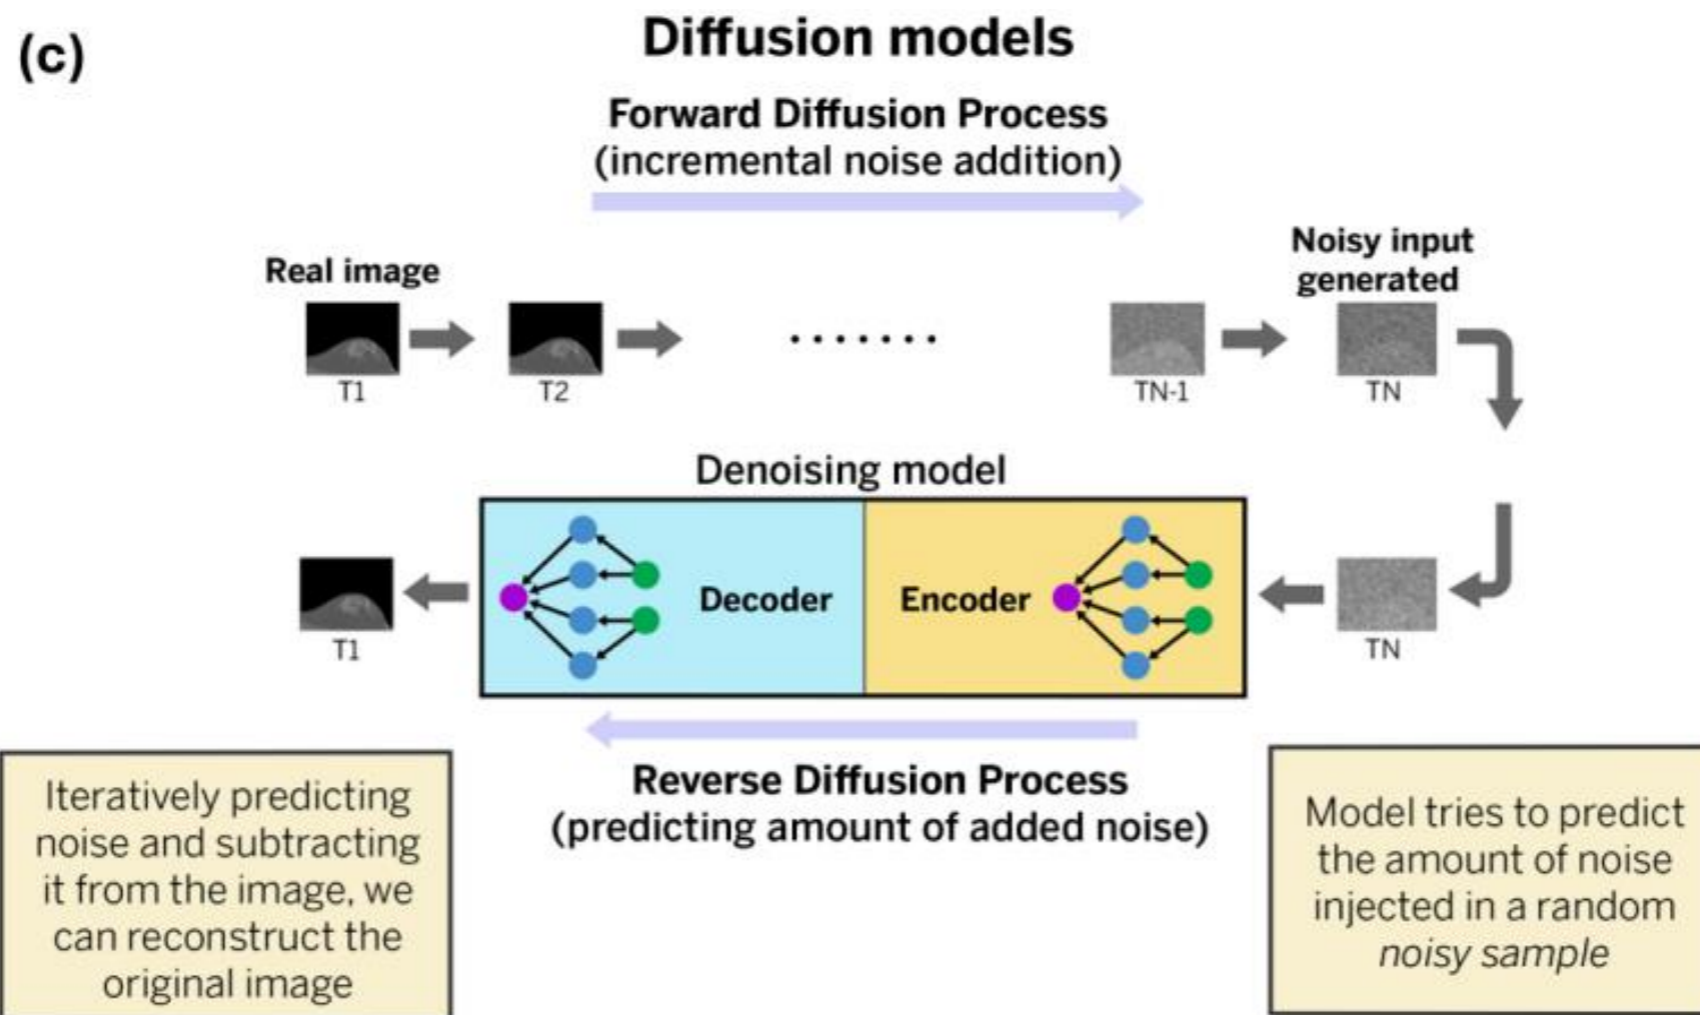 (c)
Diffusion models
Forward Diffusion Process
(incremental noise addition)
Real image
Noisy input
generated
T1
T2
.......
TN-1
TN
Denoising model
Decoder
Encoder
T1
TN
Reverse Diffusion Process
(predicting amount of added noise)
Iteratively predicting
noise and subtracting
it from the image, we
can reconstruct the
original image
Model tries to predict
the amount of noise
injected in a random
noisy sample